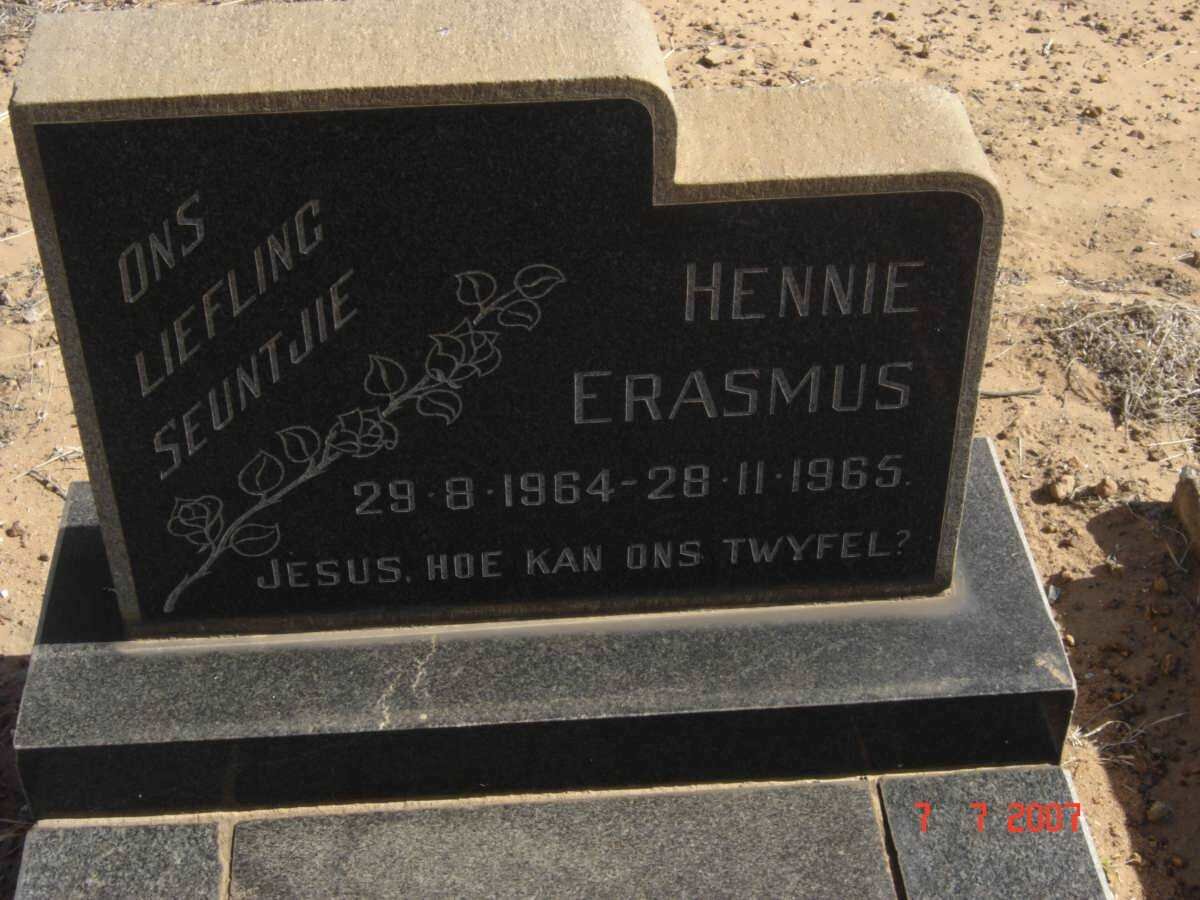 ONS
LIEFLING
SEUNTJIE
HENNIE
ERASMUS
29·8·1964-28·11·1965.
JESUS, HOE KAN ONS TWYFEL?
7 7 2007